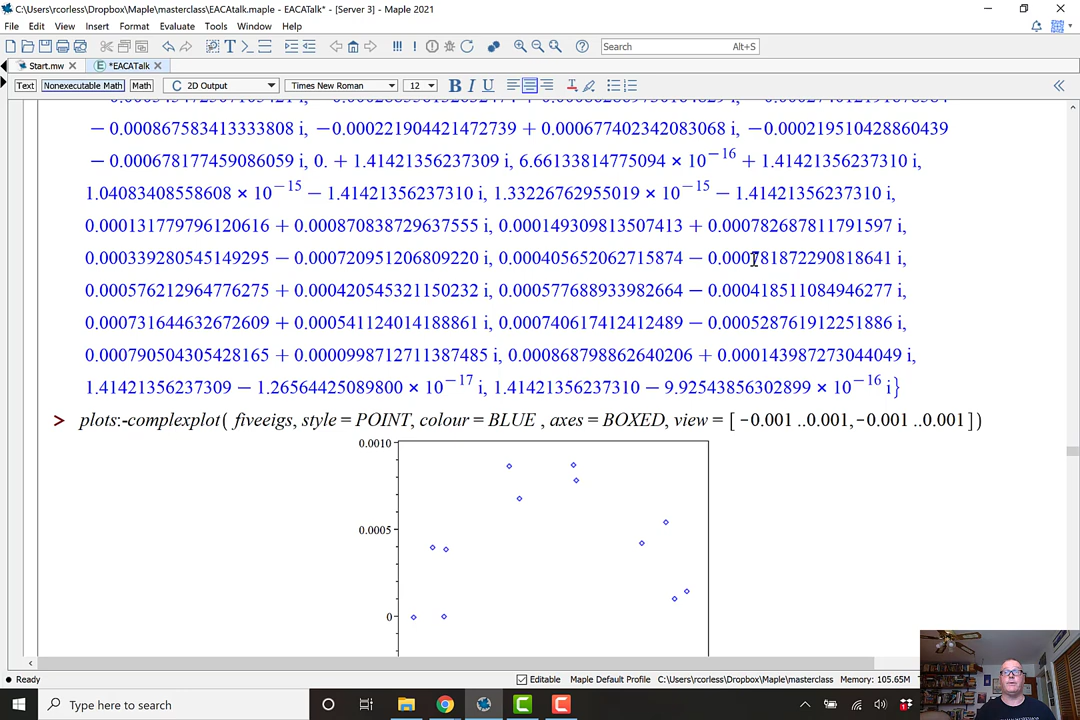 C:\Users\rcorless\Dropbox\Maple\masterclass\EACAtalk.maple - EACATalk* - [Server 3] - Maple 2021
File Edit View Insert Format Evaluate Tools Window Help
Search Alt+S
Start.mw *EACATalk
Text Nonexecutable Math Math C 2D Output Times New Roman 12 B I U
− 0.000867583413333808 i, −0.000221904421472739 + 0.000677402342083068 i, −0.000219510428860439
− 0.000678177459086059 i, 0. + 1.41421356237309 i, 6.66133814775094 × 10^−16 + 1.41421356237310 i,
1.04083408558608 × 10^−15 − 1.41421356237310 i, 1.33226762955019 × 10^−15 − 1.41421356237310 i,
0.000131779796120616 + 0.000870838729637555 i, 0.000149309813507413 + 0.000782687811791597 i,
0.000339280545149295 − 0.000720951206809220 i, 0.000405652062715874 − 0.000781872290818641 i,
0.000576212964776275 + 0.000420545321150232 i, 0.000577688933982664 − 0.000418511084946277 i,
0.000731644632672609 + 0.000541124014188861 i, 0.000740617412412489 − 0.000528761912251886 i,
0.000790504305428165 + 0.0000998712711387485 i, 0.000868798862640206 + 0.000143987273044049 i,
1.41421356237309 − 1.26564425089800 × 10^−17 i, 1.41421356237310 − 9.92543856302899 × 10^−16 i}
> plots:-complexplot( fiveeigs, style = POINT, colour = BLUE , axes = BOXED, view = [ −0.001 ..0.001, −0.001 ..0.001 ])
0.0010
0.0005
0
Ready Editable Maple Default Profile C:\Users\rcorless\Dropbox\Maple\masterclass Memory: 105.65M
Type here to search